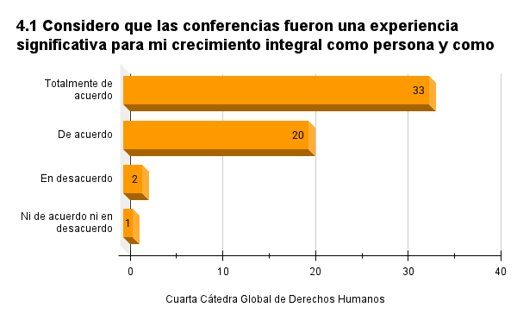 4.1 Considero que las conferencias fueron una experiencia
significativa para mi crecimiento integral como persona y como
Totalmente de
acuerdo
33
De acuerdo
20
En desacuerdo
2
Ni de acuerdo ni en
desacuerdo
1
0 10 20 30 40
Cuarta Cátedra Global de Derechos Humanos